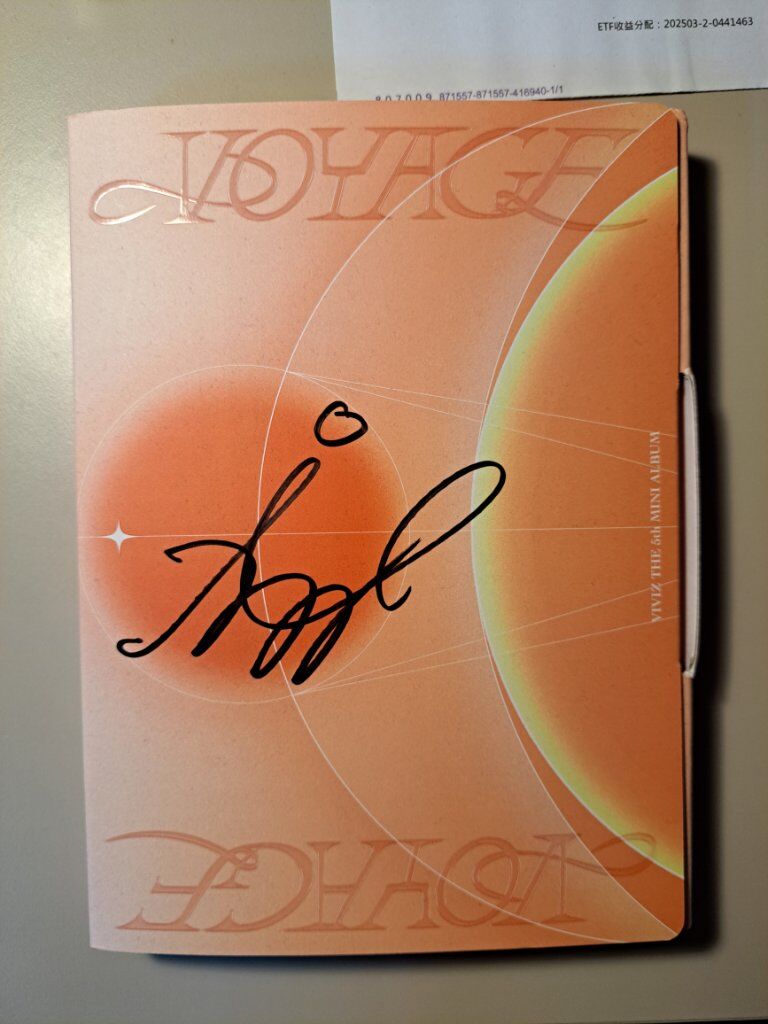 ETF收益分配：202503-2-0441463
807009 871557-871557-416940-1/1
VOYAGE
VIVIZ THE 5th MINI ALBUM
VOYAGE